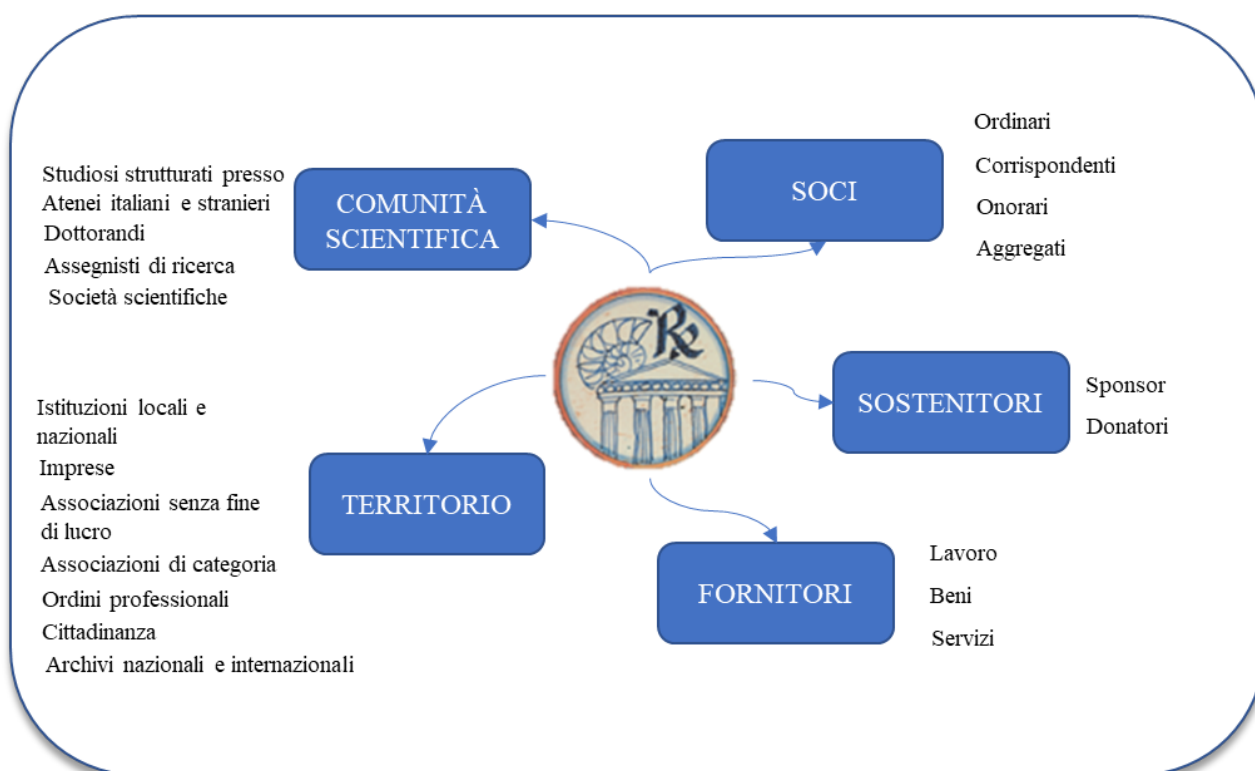 COMUNITÀ
SCIENTIFICA
Studiosi strutturati presso
Atenei italiani e stranieri
Dottorandi
Assegnisti di ricerca
Società scientifiche
SOCI
Ordinari
Corrispondenti
Onorari
Aggregati
SOSTENITORI
Sponsor
Donatori
TERRITORIO
Istituzioni locali e
nazionali
Imprese
Associazioni senza fine
di lucro
Associazioni di categoria
Ordini professionali
Cittadinanza
Archivi nazionali e internazionali
FORNITORI
Lavoro
Beni
Servizi